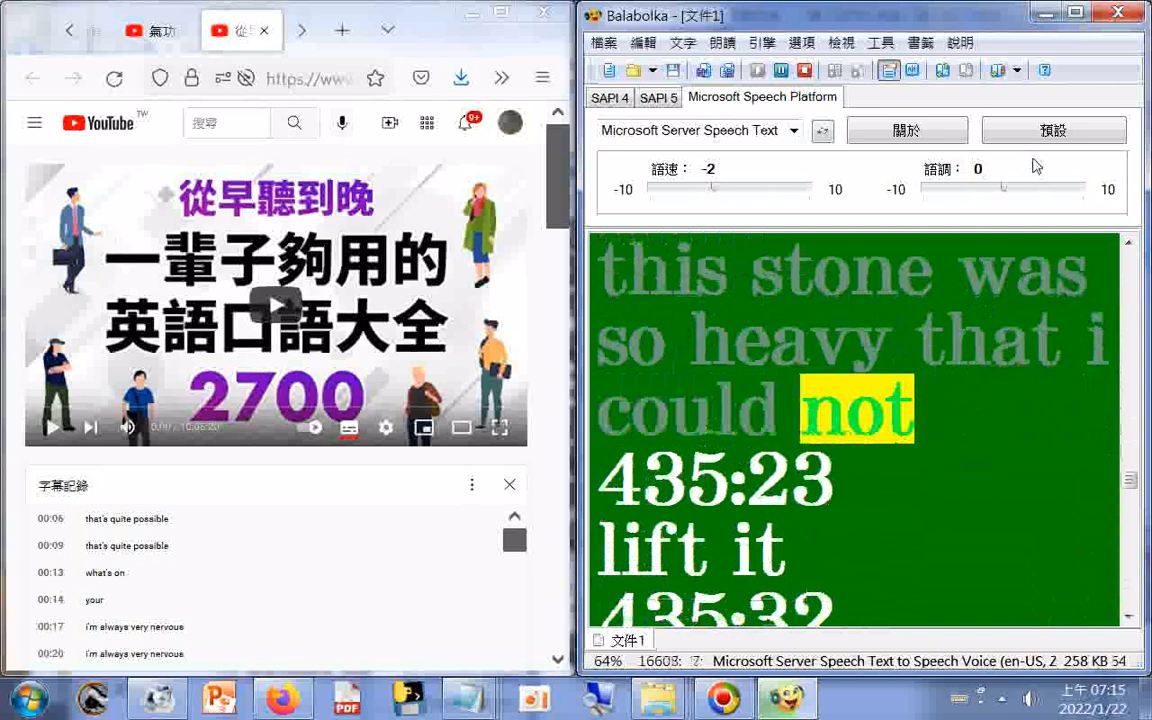 氣功
從!
https://www
YouTube TW
搜尋
9+
從早聽到晚
一輩子夠用的
英語口語大全
2700
字幕記錄
00:06 that's quite possible
00:09 that's quite possible
00:13 what's on
00:14 your
00:17 i'm always very nervous
00:20 i'm always very nervous
Balabolka - [文件1]
檔案 編輯 文字 朗讀 引擎 選項 檢視 工具 書籤 說明
SAPI 4 SAPI 5 Microsoft Speech Platform
Microsoft Server Speech Text 關於 預設
語速： -2 語調： 0
-10 10 -10 10
this stone was
so heavy that i
could not
435:23
lift it
435:32
文件1
64% Microsoft Server Speech Text to Speech Voice (en-US, 2 258 KB 54
PDF
上午 07:15
2022/1/22